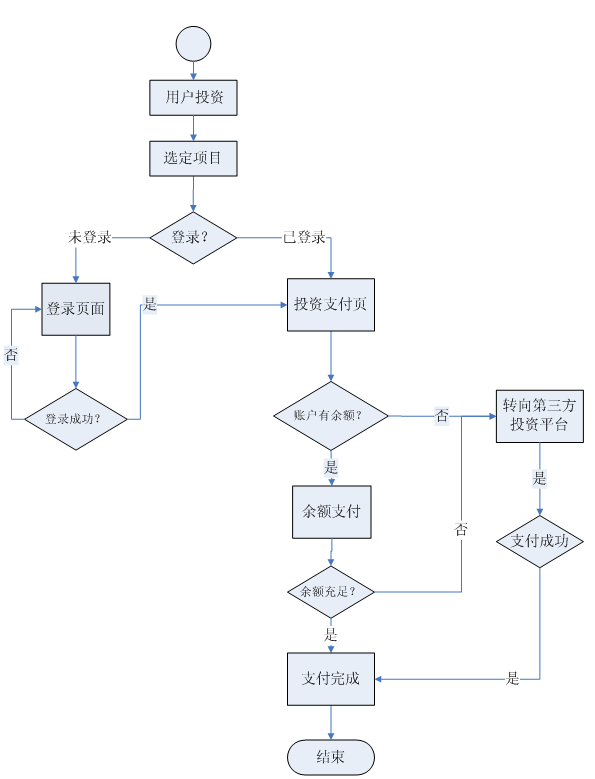 用户投资
选定项目
登录？
未登录
已登录
登录页面
是
投资支付页
否
登录成功？
账户有余额？
否
转向第三方
投资平台
是
是
余额支付
否
支付成功
余额充足？
是
支付完成
是
结束